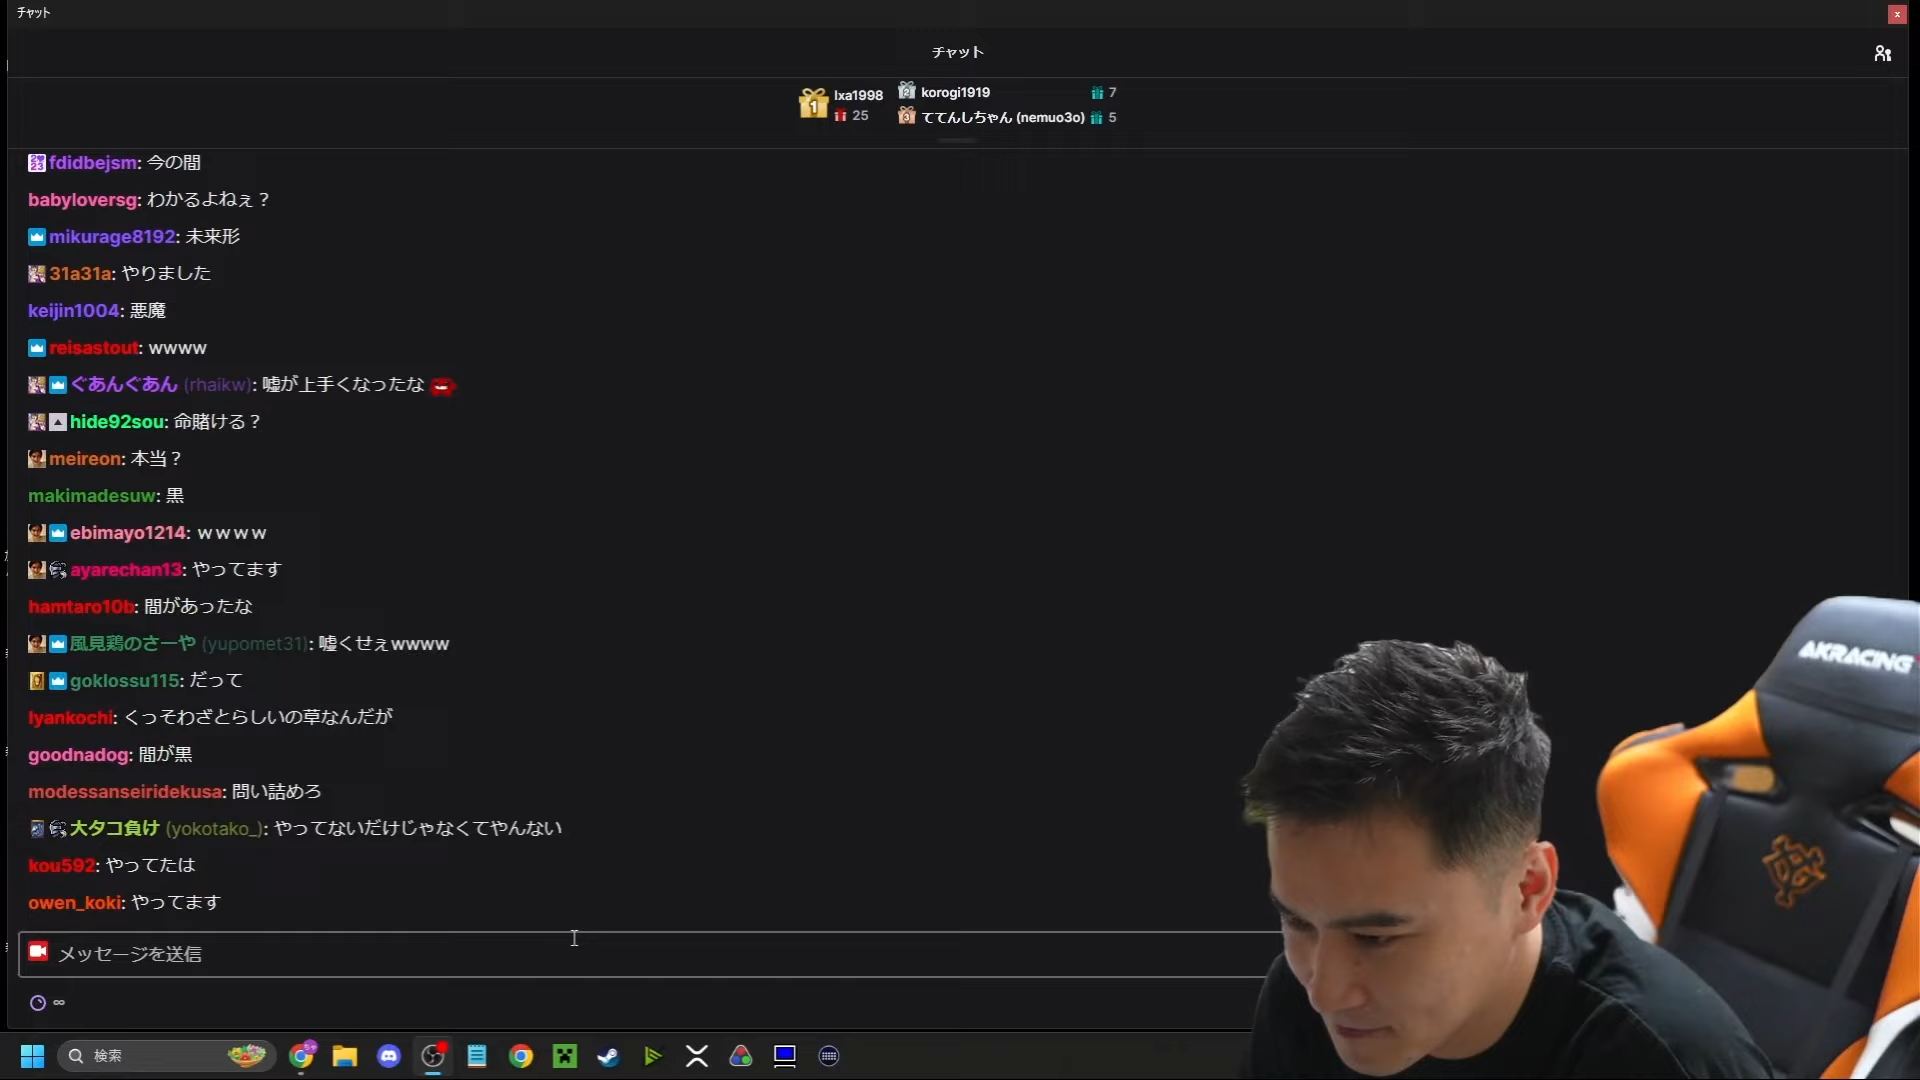 チャット
チャット
lxa1998
25
korogi1919
7
ててんしちゃん (nemuo3o)
5
fdidbejsm: 今の間
babyloversg: わかるよねぇ？
mikurage8192: 未来形
31a31a: やりました
keijin1004: 悪魔
reisastout: wwww
ぐあんぐあん (rhaikw): 嘘が上手くなったな
hide92sou: 命賭ける？
meireon: 本当？
makimadesuw: 黒
ebimayo1214: ｗｗｗｗ
ayarechan13: やってます
hamtaro10b: 間があったな
風見鶏のさーや (yupomet31): 嘘くせぇwwww
goklossu115: だって
lyankochi: くっそわざとらしいの草なんだが
goodnadog: 間が黒
modessanseiridekusa: 問い詰めろ
大タコ負け (yokotako_): やってないだけじゃなくてやんない
kou592: やってたは
owen_koki: やってます
メッセージを送信
∞
検索
AKRACING